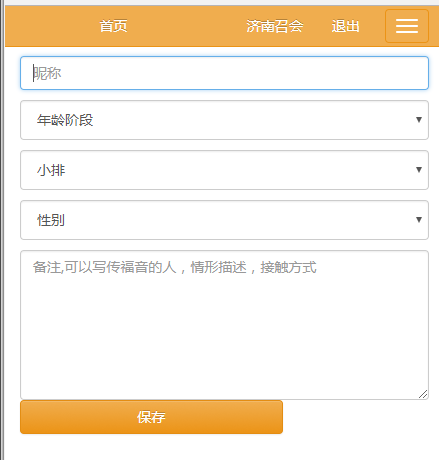 首页 济南召会 退出
昵称
年龄阶段
小排
性别
备注,可以写传福音的人，情形描述，接触方式
保存